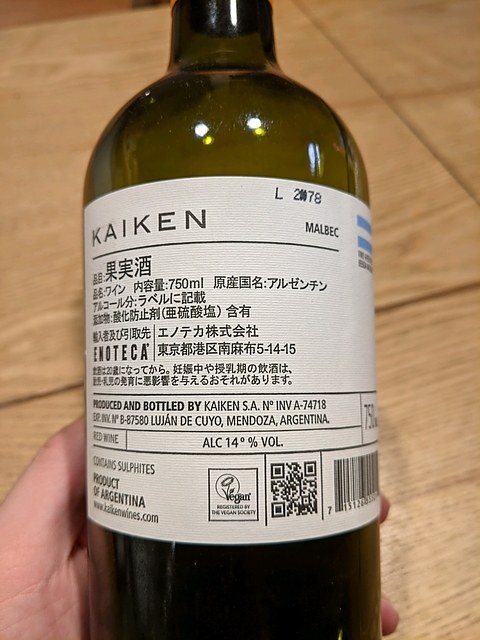 L 2 78
KAIKEN
MALBEC
品目:果実酒
品名:ワイン 内容量:750ml 原産国名:アルゼンチン
アルコール分:ラベルに記載
添加物:酸化防止剤(亜硫酸塩)含有
輸入者及び引取先 エノテカ株式会社
ENOTECA 東京都港区南麻布5-14-15
飲酒は20歳になってから。妊娠中や授乳期の飲酒は、
胎児・乳児の発育に悪影響を与えるおそれがあります。
PRODUCED AND BOTTLED BY KAIKEN S.A. Nº INV A-74718
EXP. INV. Nº B-87580 LUJÁN DE CUYO, MENDOZA, ARGENTINA.
750
RED WINE
ALC 14º % VOL.
CONTAINS SULPHITES
PRODUCT
OF ARGENTINA
www.kaikenwines.com
Vegan
REGISTERED BY
THE VEGAN SOCIETY